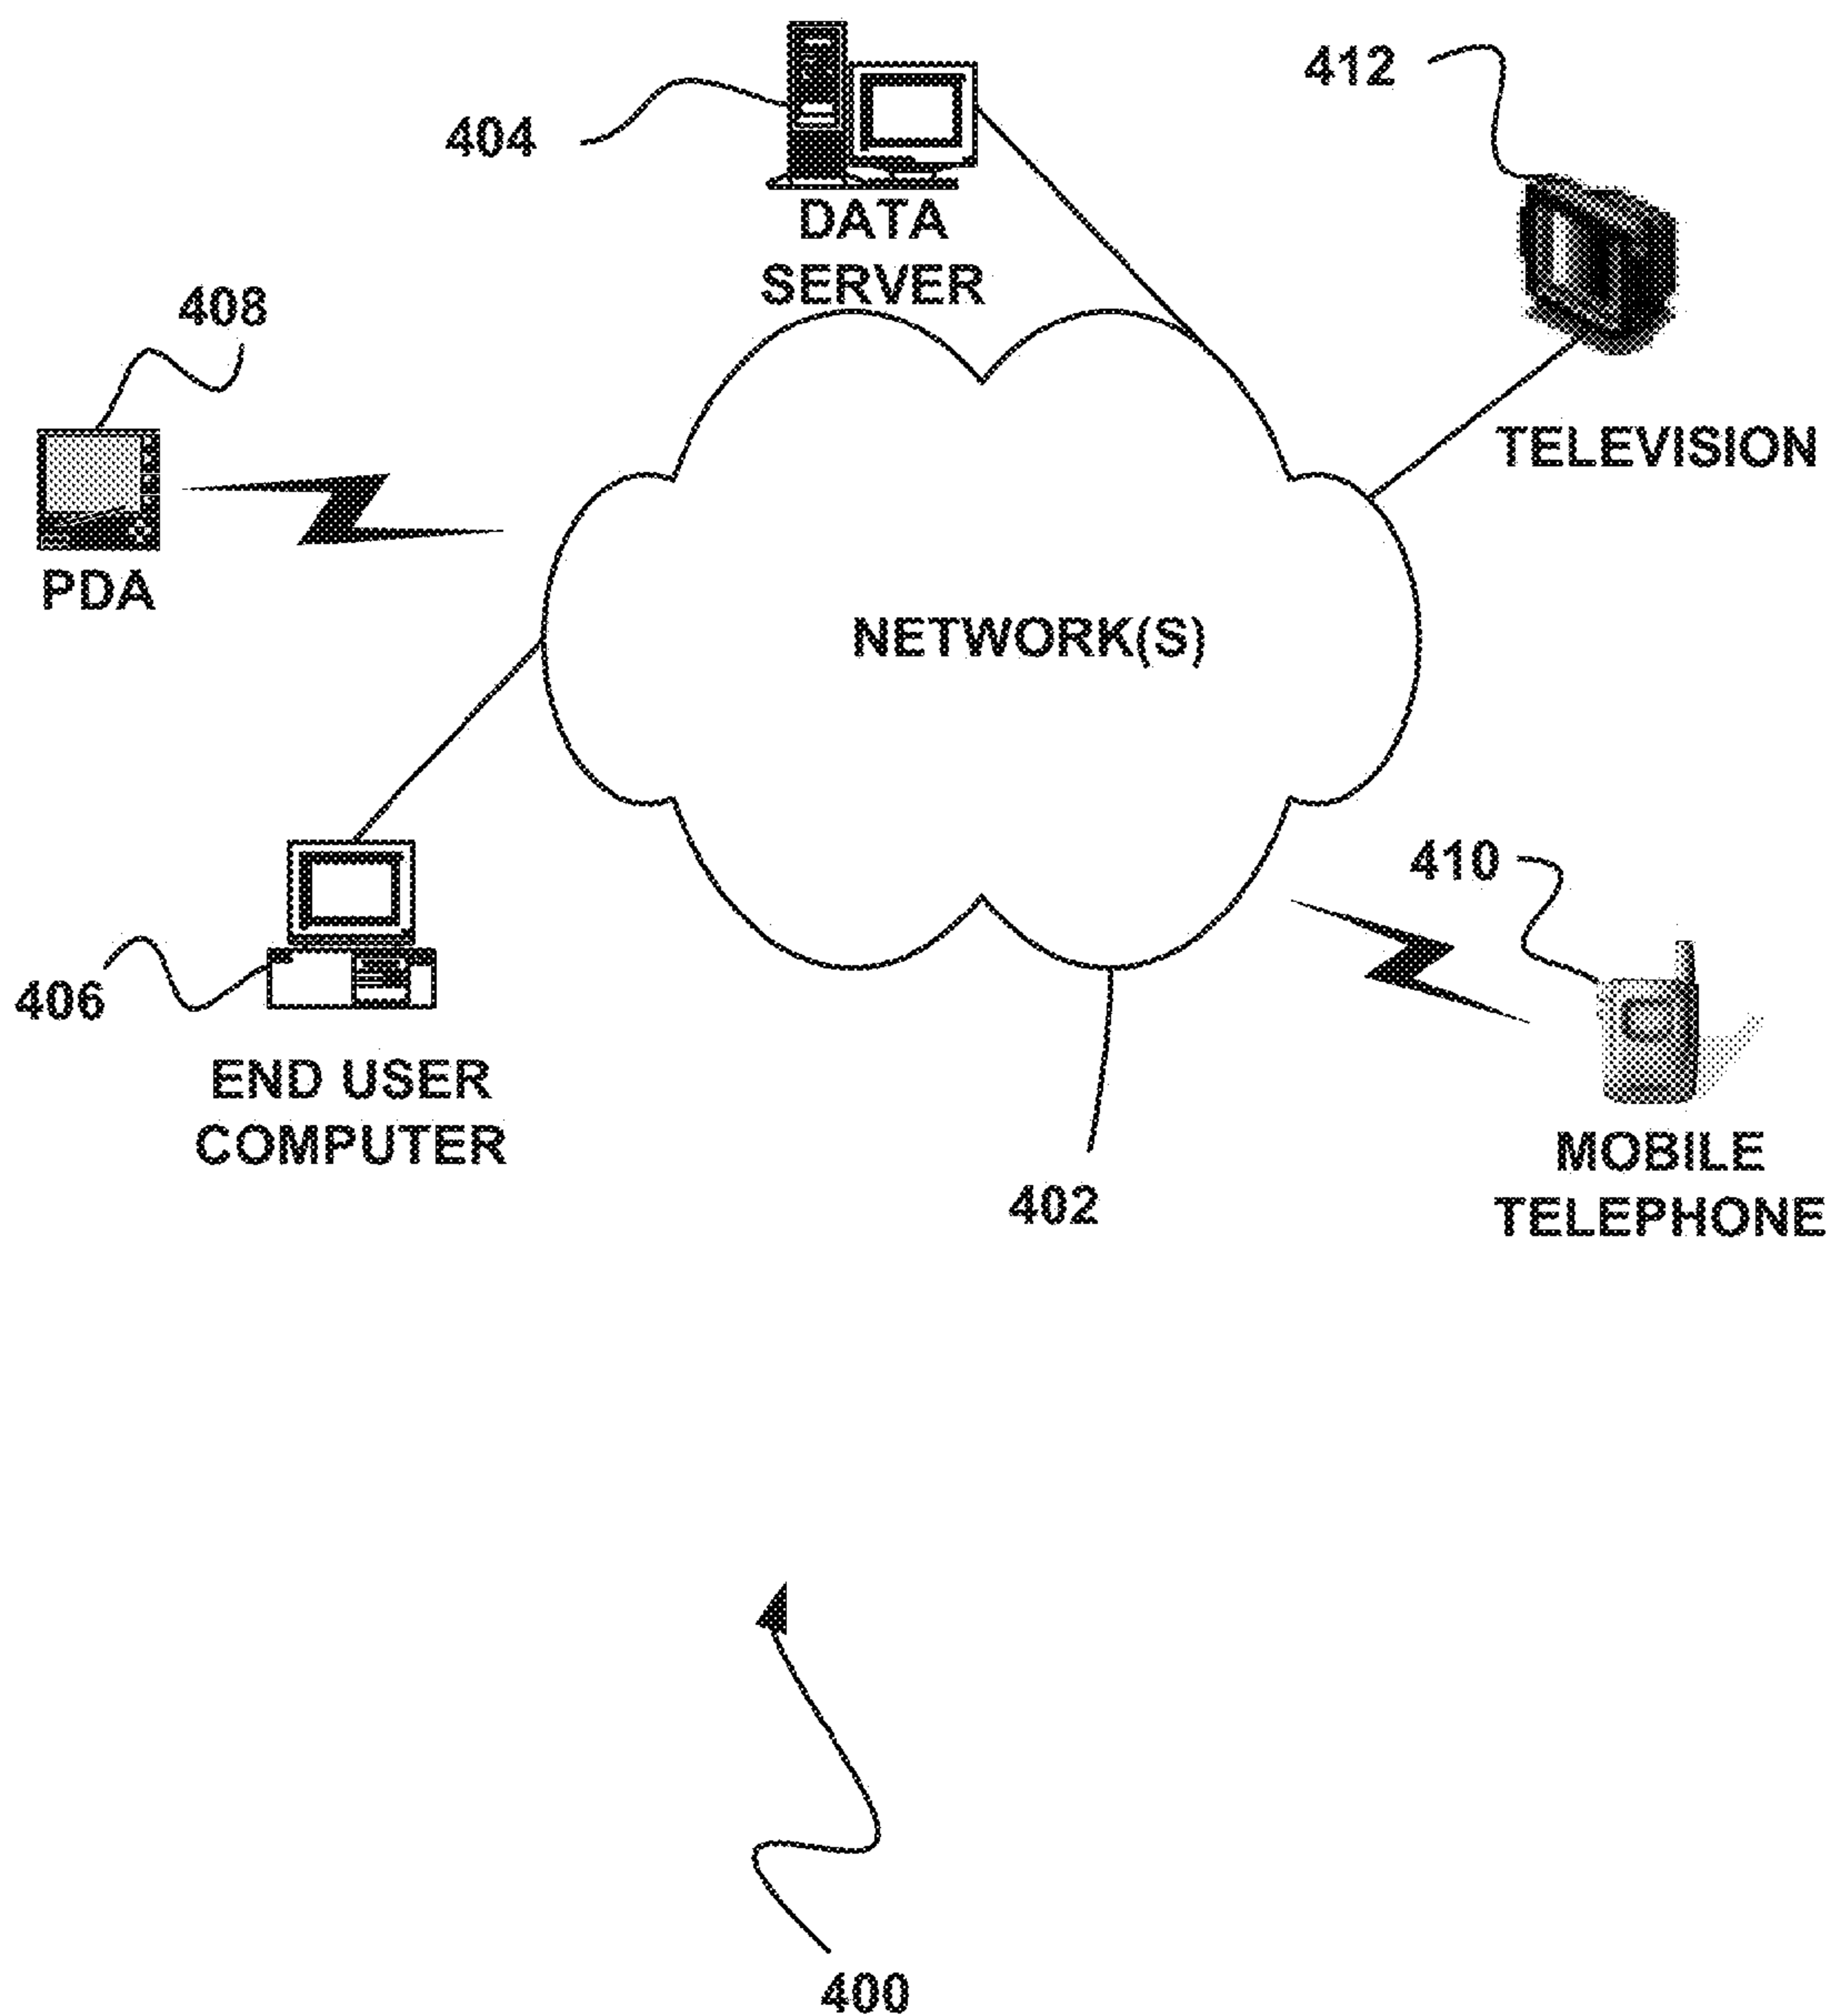 412
404
DATA
SERVER
408
TELEVISION
PDA
NETWORK(S)
410
406
END USER
COMPUTER
MOBILE
TELEPHONE
402
400